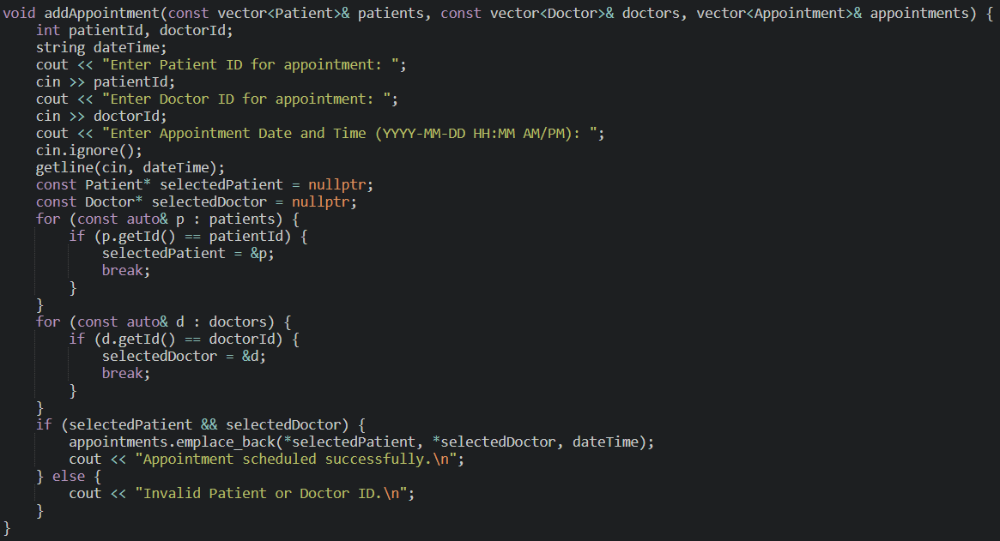 void addAppointment(const vector<Patient>& patients, const vector<Doctor>& doctors, vector<Appointment>& appointments) {
    int patientId, doctorId;
    string dateTime;
    cout << "Enter Patient ID for appointment: ";
    cin >> patientId;
    cout << "Enter Doctor ID for appointment: ";
    cin >> doctorId;
    cout << "Enter Appointment Date and Time (YYYY-MM-DD HH:MM AM/PM): ";
    cin.ignore();
    getline(cin, dateTime);
    const Patient* selectedPatient = nullptr;
    const Doctor* selectedDoctor = nullptr;
    for (const auto& p : patients) {
        if (p.getId() == patientId) {
            selectedPatient = &p;
            break;
        }
    }
    for (const auto& d : doctors) {
        if (d.getId() == doctorId) {
            selectedDoctor = &d;
            break;
        }
    }
    if (selectedPatient && selectedDoctor) {
        appointments.emplace_back(*selectedPatient, *selectedDoctor, dateTime);
        cout << "Appointment scheduled successfully.\n";
    } else {
        cout << "Invalid Patient or Doctor ID.\n";
    }
}